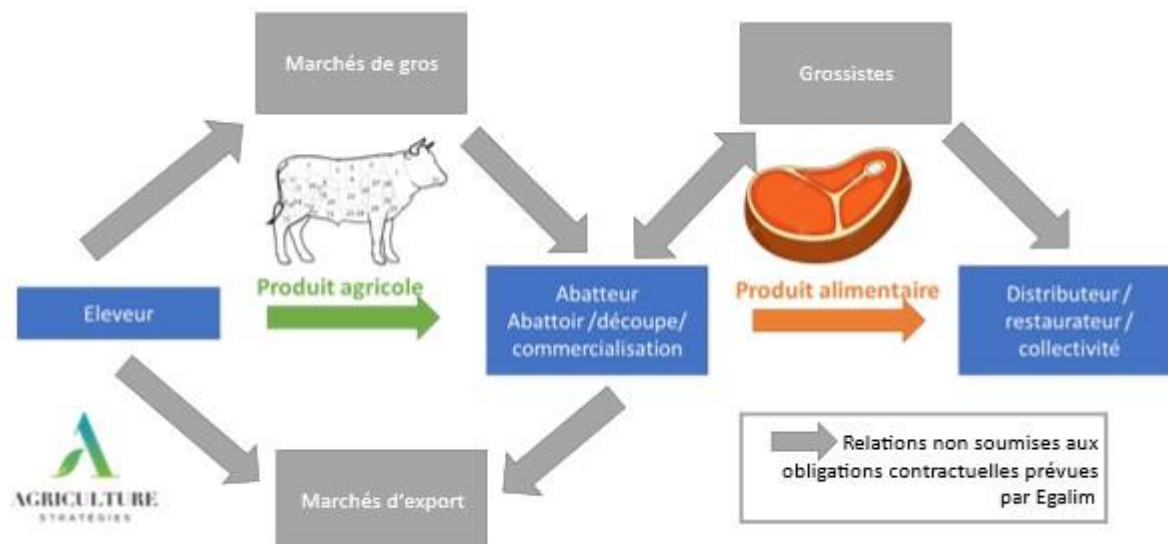 Marchés de gros
Grossistes
Produit agricole
Produit alimentaire
Eleveur
Abatteur
Abattoir/découpe/
commercialisation
Distributeur/
restaurateur/
collectivité
Marchés d'export
Relations non soumises aux
obligations contractuelles prévues
par Egalim
AGRICULTURE
STRATÉGIES